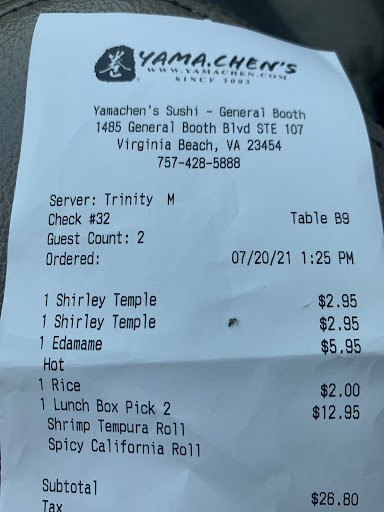 巻 YAMA.CHEN'S
WWW.YAMACHEN.COM
SINCE 2003
Yamachen's Sushi - General Booth
1485 General Booth Blvd STE 107
Virginia Beach, VA 23454
757-428-5888
Server: Trinity M
Check #32 Table B9
Guest Count: 2
Ordered: 07/20/21 1:25 PM
1 Shirley Temple $2.95
1 Shirley Temple $2.95
1 Edamame $5.95
Hot
1 Rice $2.00
1 Lunch Box Pick 2 $12.95
Shrimp Tempura Roll
Spicy California Roll
Subtotal $26.80
Tax